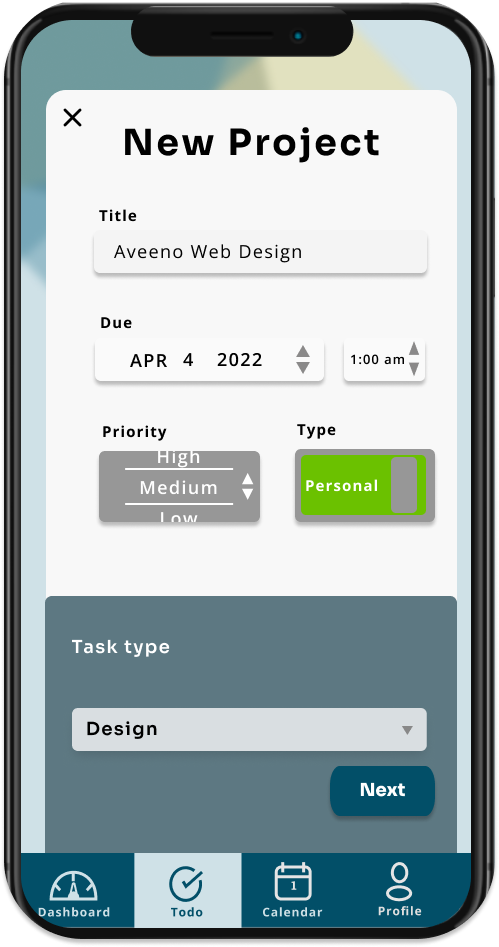 New Project
Title
Aveeno Web Design
Due
APR 4 2022
1:00 am
Priority
Type
High
Medium
Low
Personal
Task type
Design
Next
1
Dashboard
Todo
Calendar
Profile